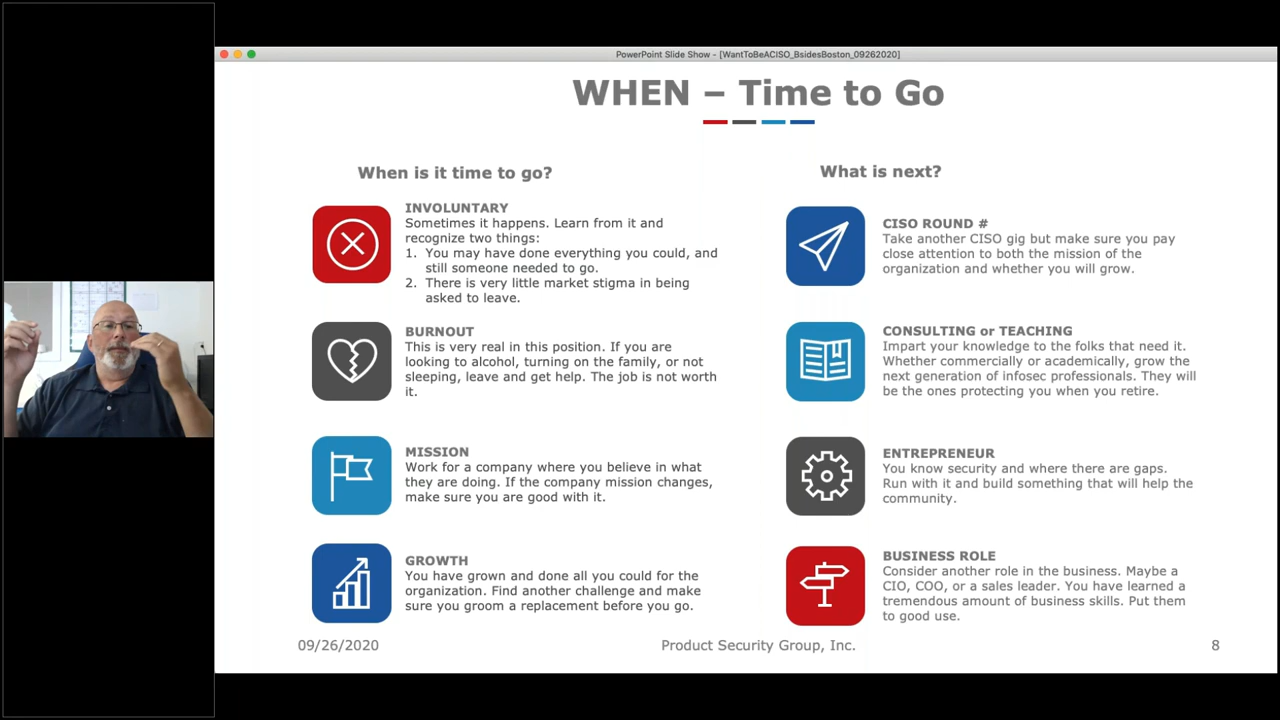 PowerPoint Slide Show - [WantToBeACISO_BsidesBoston_09262020]
WHEN – Time to Go
When is it time to go?
INVOLUNTARY
Sometimes it happens. Learn from it and
recognize two things:
1. You may have done everything you could, and
still someone needed to go.
2. There is very little market stigma in being
asked to leave.
BURNOUT
This is very real in this position. If you are
looking to alcohol, turning on the family, or not
sleeping, leave and get help. The job is not worth
it.
MISSION
Work for a company where you believe in what
they are doing. If the company mission changes,
make sure you are good with it.
GROWTH
You have grown and done all you could for the
organization. Find another challenge and make
sure you groom a replacement before you go.
What is next?
CISO ROUND #
Take another CISO gig but make sure you pay
close attention to both the mission of the
organization and whether you will grow.
CONSULTING or TEACHING
Impart your knowledge to the folks that need it.
Whether commercially or academically, grow the
next generation of infosec professionals. They will
be the ones protecting you when you retire.
ENTREPRENEUR
You know security and where there are gaps.
Run with it and build something that will help the
community.
BUSINESS ROLE
Consider another role in the business. Maybe a
CIO, COO, or a sales leader. You have learned a
tremendous amount of business skills. Put them
to good use.
09/26/2020
Product Security Group, Inc.
8